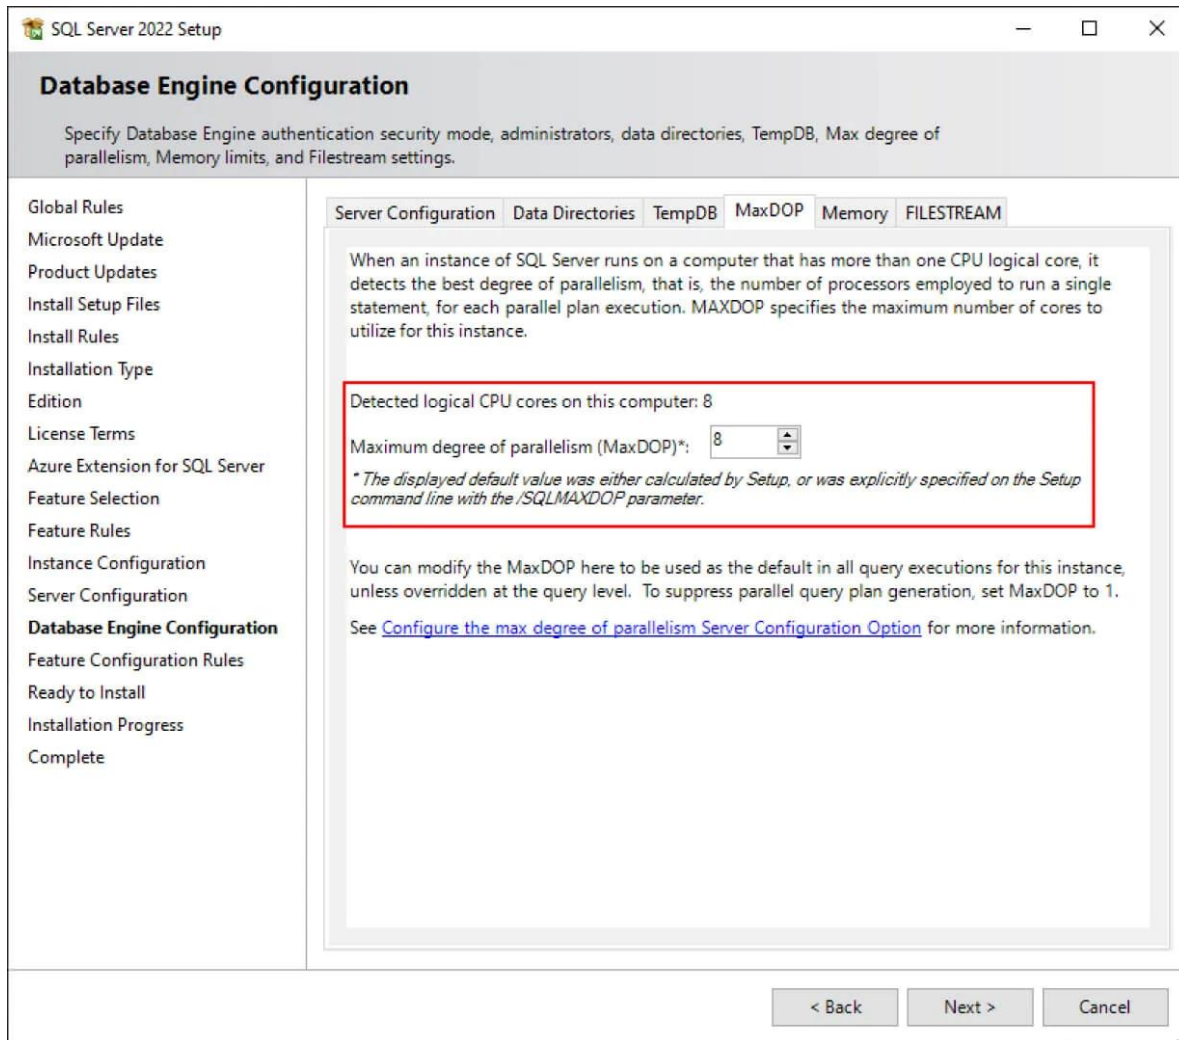 SQL Server 2022 Setup
Database Engine Configuration
Specify Database Engine authentication security mode, administrators, data directories, TempDB, Max degree of
parallelism, Memory limits, and Filestream settings.
Global Rules
Microsoft Update
Product Updates
Install Setup Files
Install Rules
Installation Type
Edition
License Terms
Azure Extension for SQL Server
Feature Selection
Feature Rules
Instance Configuration
Server Configuration
Database Engine Configuration
Feature Configuration Rules
Ready to Install
Installation Progress
Complete
Server Configuration Data Directories TempDB MaxDOP Memory FILESTREAM
When an instance of SQL Server runs on a computer that has more than one CPU logical core, it
detects the best degree of parallelism, that is, the number of processors employed to run a single
statement, for each parallel plan execution. MAXDOP specifies the maximum number of cores to
utilize for this instance.
Detected logical CPU cores on this computer: 8
Maximum degree of parallelism (MaxDOP)*: 8
* The displayed default value was either calculated by Setup, or was explicitly specified on the Setup
command line with the /SQLMAXDOP parameter.
You can modify the MaxDOP here to be used as the default in all query executions for this instance,
unless overridden at the query level. To suppress parallel query plan generation, set MaxDOP to 1.
See Configure the max degree of parallelism Server Configuration Option for more information.
< Back Next > Cancel